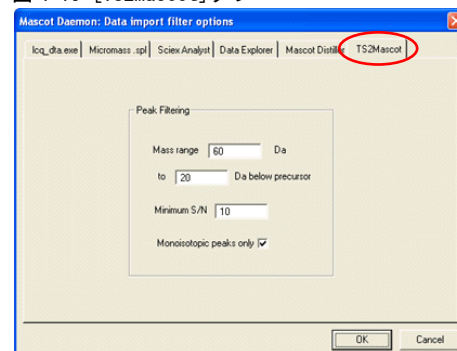 Mascot Daemon: Data import filter options
lcq_dta.exe Micromass .spl Sciex Analyst Data Explorer Mascot Distiller TS2Mascot
Peak Filtering
Mass range 60 Da
to 20 Da below precursor
Minimum S/N 10
Monoisotopic peaks only
OK Cancel